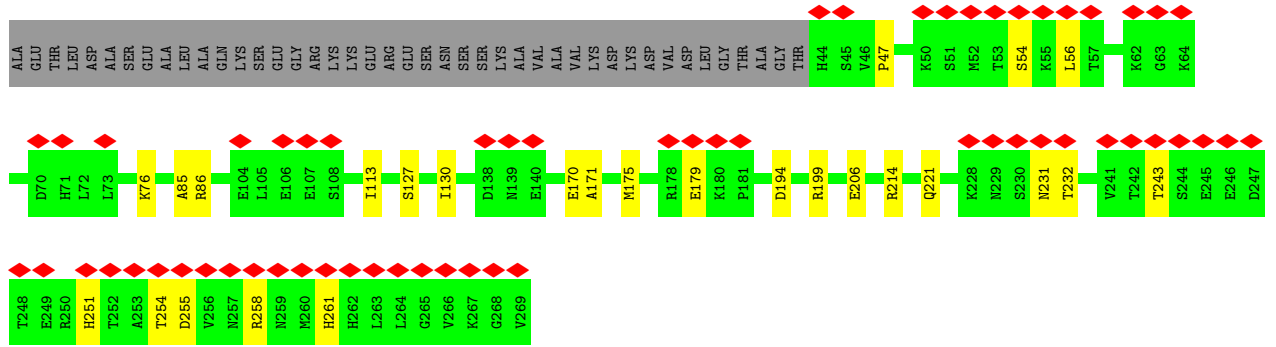 ALA GLU THR LEU ASP ALA SER GLU ALA LEU ALA GLN LYS SER GLU GLY ARG LYS LYS GLU ARG GLU SER ASN SER SER LYS ALA VAL ALA VAL LYS ASP LYS ASP VAL ASP LEU GLY THR ALA GLY THR H44 S45 V46 P47 K50 S51 M52 T53 S54 K55 L56 T57 K62 G63 K64
D70 H71 L72 L73 K76 A85 R86 E104 L105 E106 E107 S108 I113 S127 I130 D138 N139 E140 E170 A171 M175 R178 E179 K180 P181 D194 R199 E206 R214 Q221 K228 N229 S230 N231 T232 V241 T242 T243 S244 E245 E246 D247
T248 E249 R250 H251 T252 A253 T254 D255 V256 N257 R258 N259 M260 H261 H262 L263 L264 G265 V266 K267 G268 V269